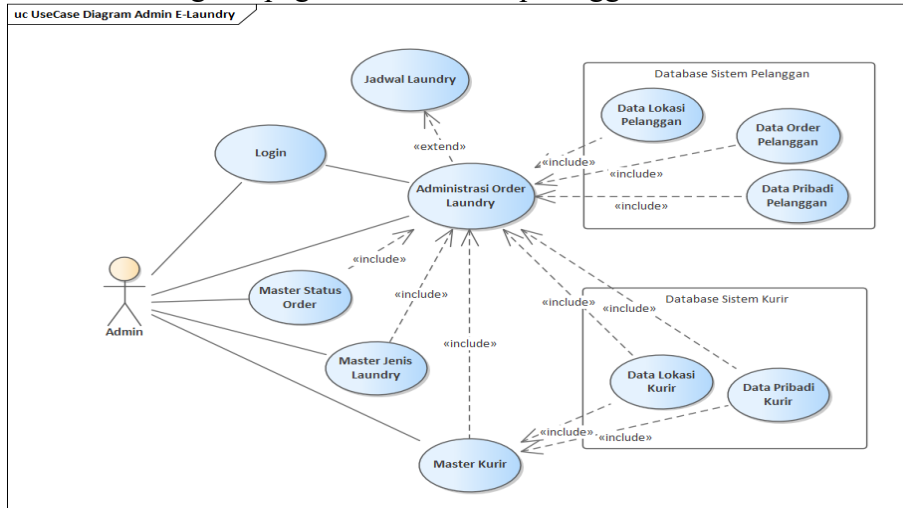 uc UseCase Diagram Admin E-Laundry
Jadwal Laundry
Database Sistem Pelanggan
Data Lokasi
Pelanggan
Data Order
Pelanggan
Data Pribadi
Pelanggan
Login
«extend»
«include»
«include»
«include»
Administrasi Order
Laundry
Master Status
Order
«include»
«include»
«include»
«include»
«include»
Admin
Master Jenis
Laundry
Database Sistem Kurir
Data Lokasi
Kurir
Data Pribadi
Kurir
«include»
«include»
Master Kurir